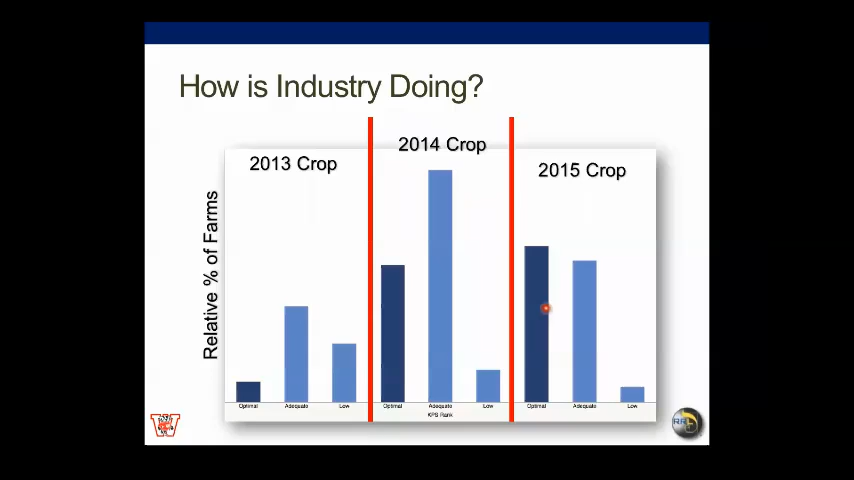 How is Industry Doing?
2013 Crop
2014 Crop
2015 Crop
Relative % of Farms
Optimal
Adequate
Low
Optimal
Adequate
Low
Optimal
Adequate
Low
KPS Rank
W
RRL